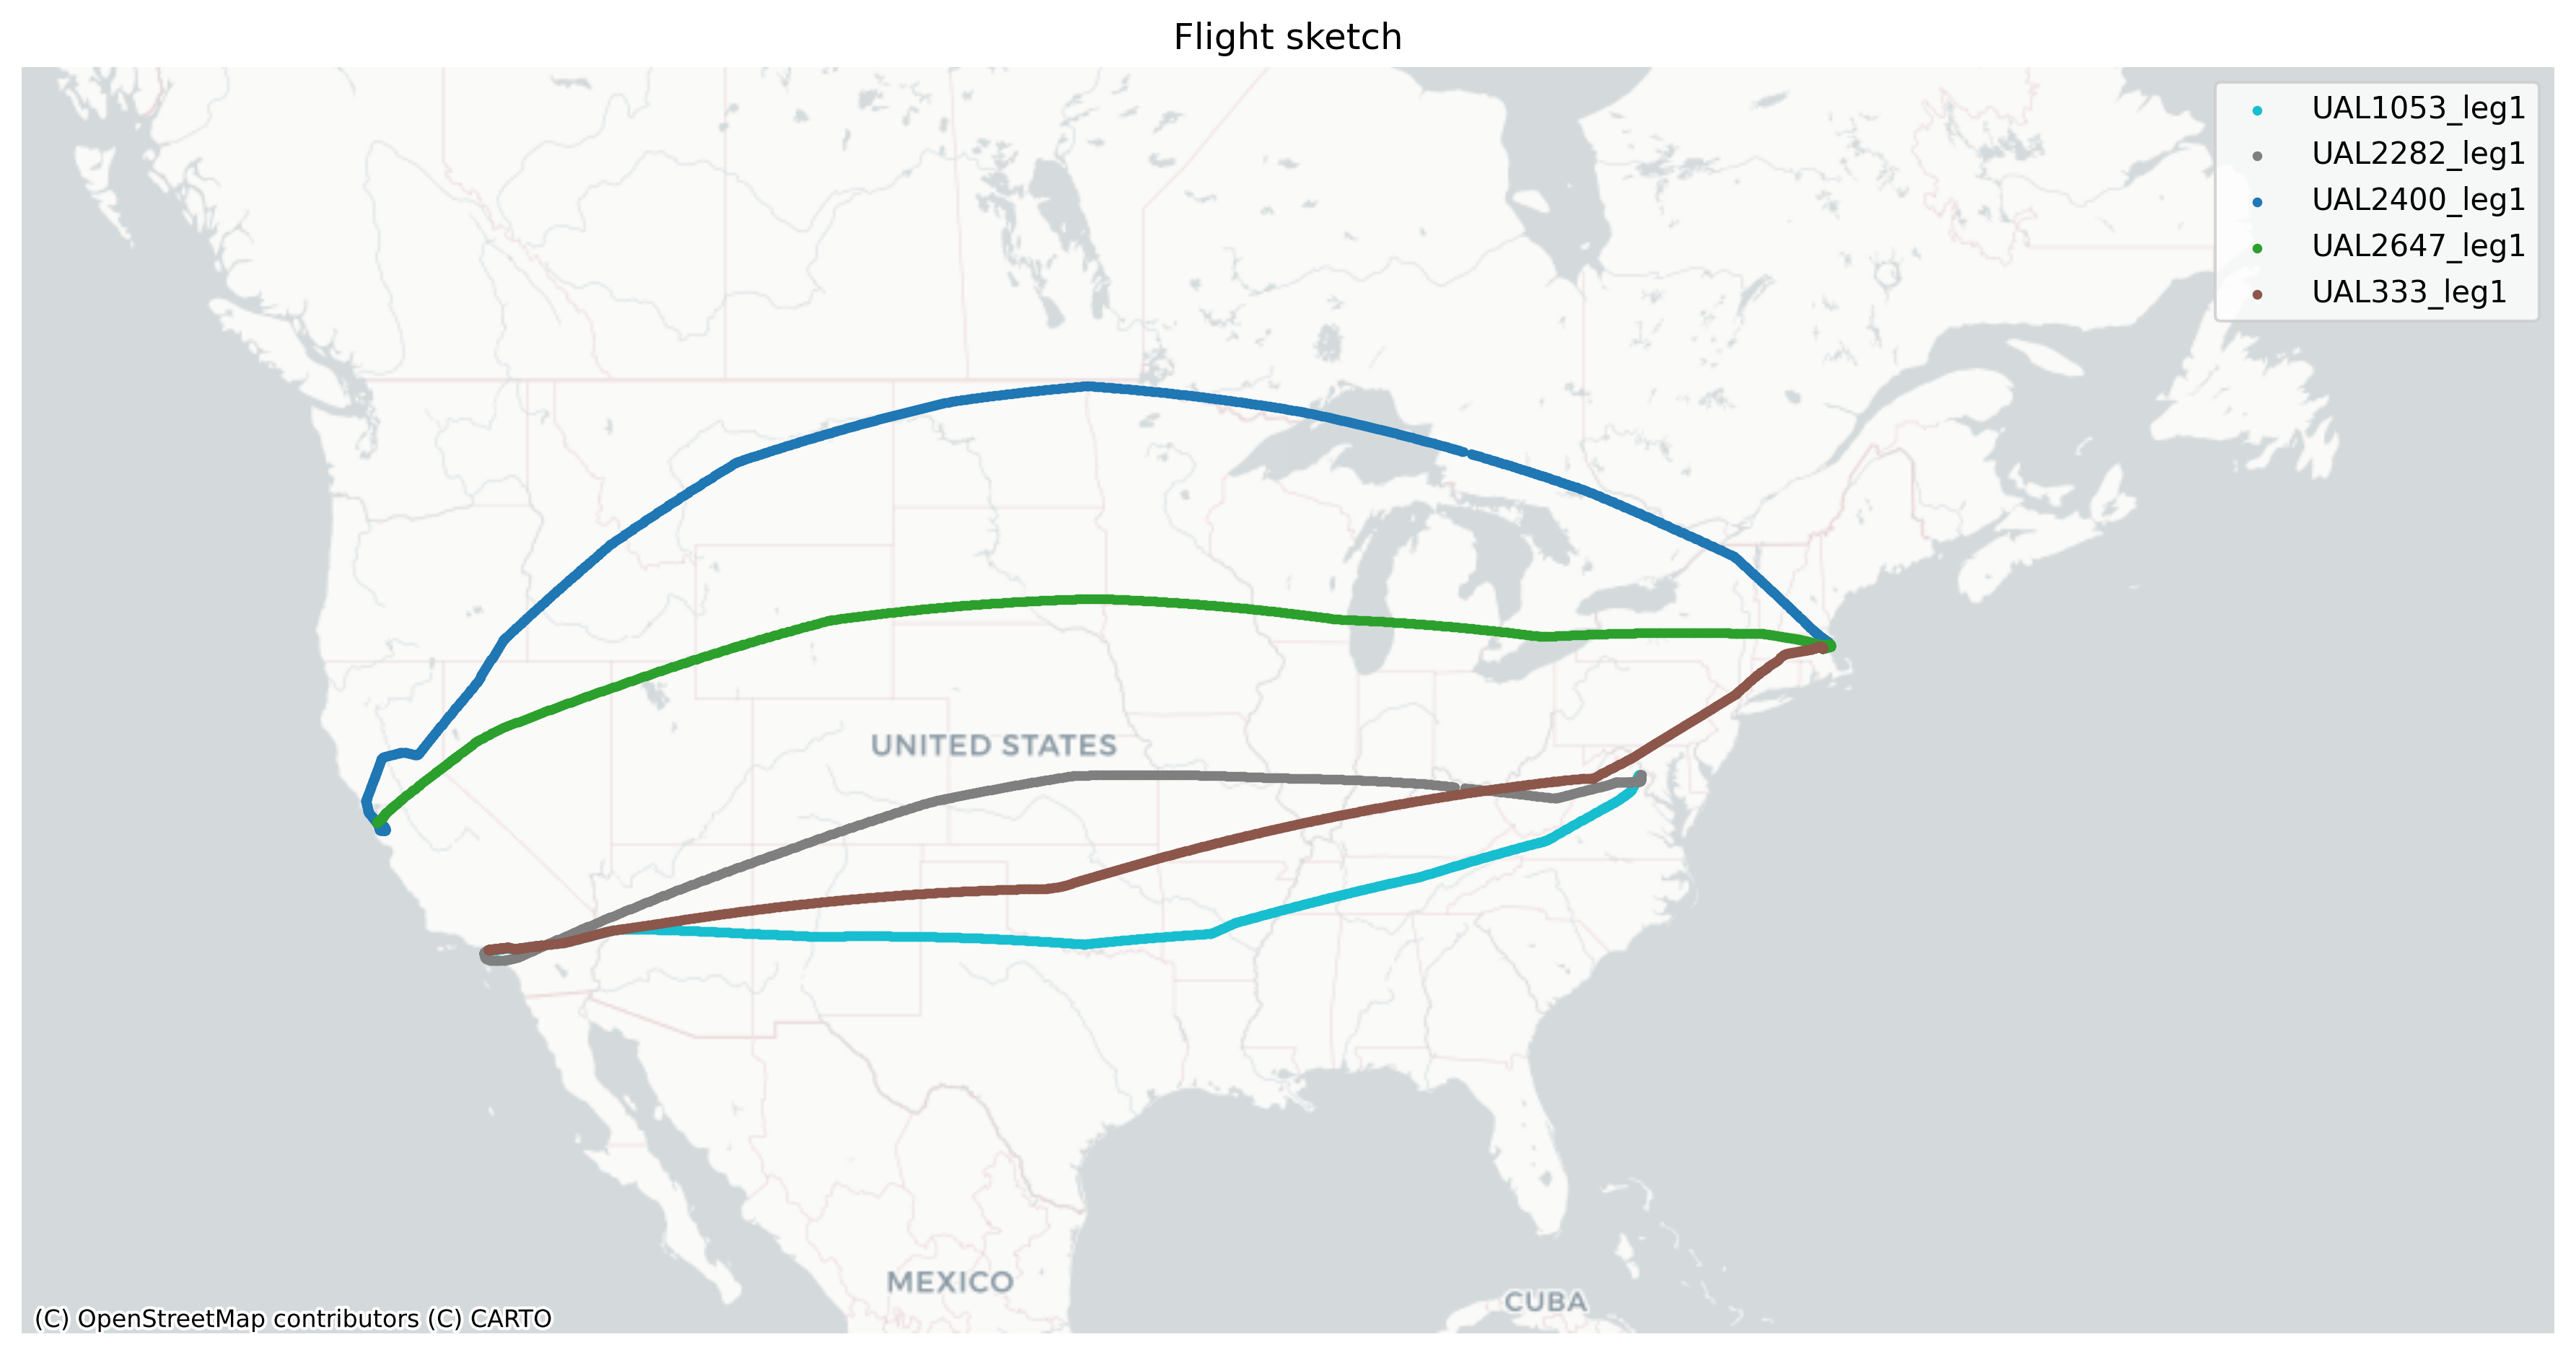 Flight sketch
UAL1053_leg1
UAL2282_leg1
UAL2400_leg1
UAL2647_leg1
UAL333_leg1
UNITED STATES
MEXICO
CUBA
(C) OpenStreetMap contributors (C) CARTO